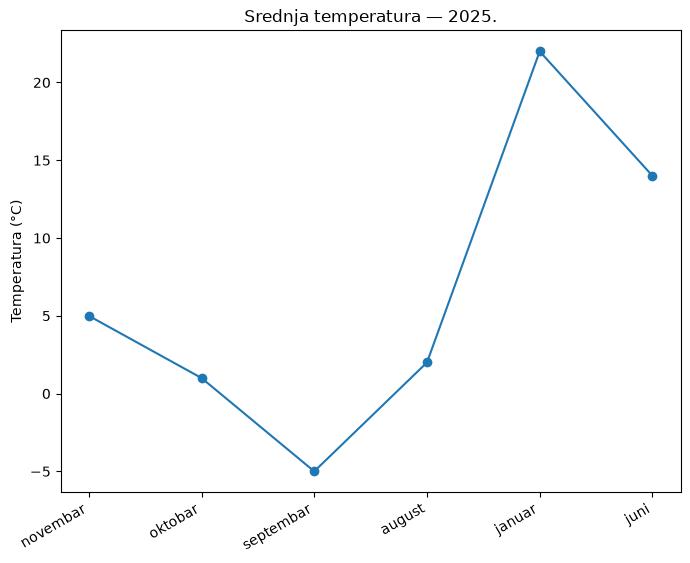 Srednja temperatura — 2025.
Temperatura (°C)
20
15
10
5
0
−5
novembar
oktobar
septembar
august
januar
juni